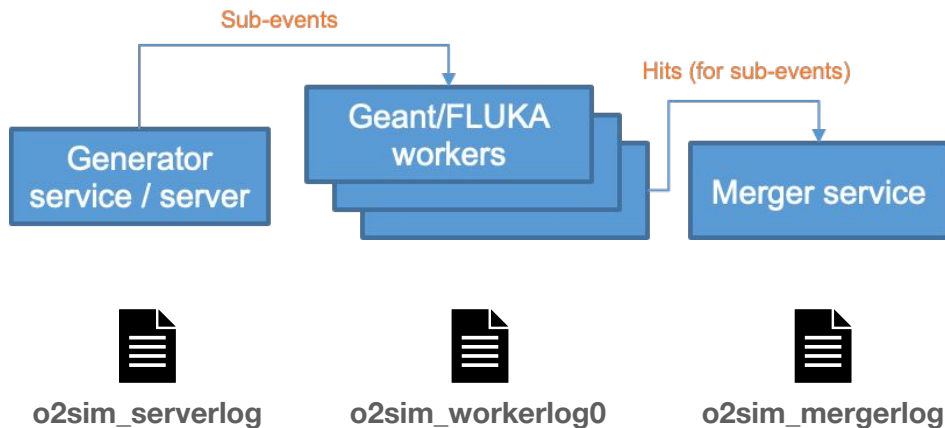 Sub-events
Hits (for sub-events)
Geant/FLUKA
workers
Generator
service / server
Merger service
o2sim_serverlog
o2sim_workerlog0
o2sim_mergerlog